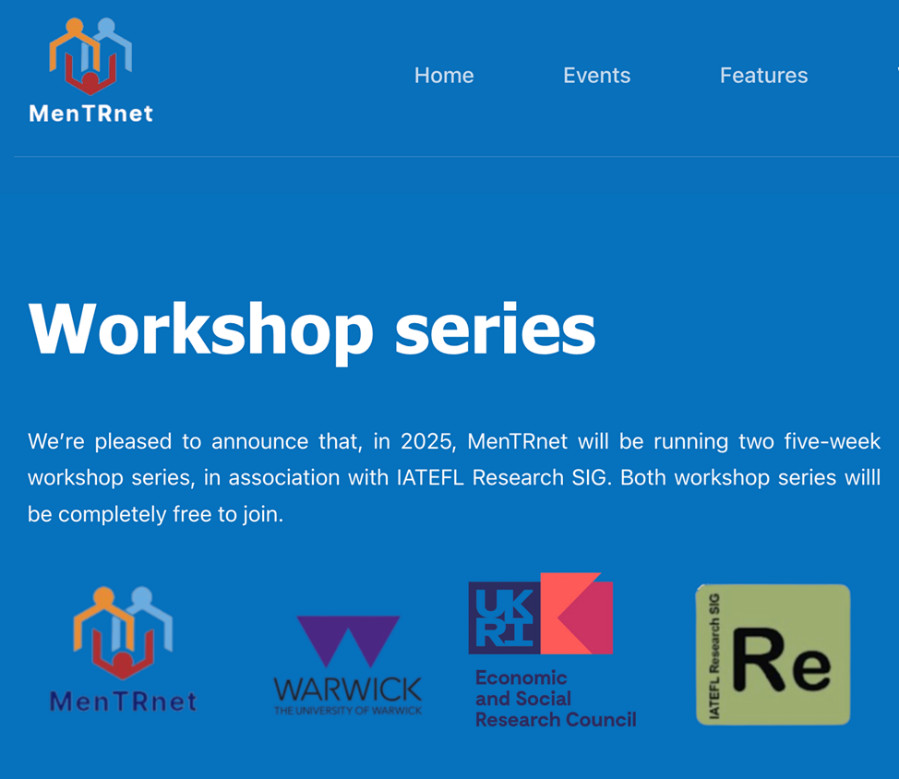 MenTRnet
Home Events Features
Workshop series
We’re pleased to announce that, in 2025, MenTRnet will be running two five-week
workshop series, in association with IATEFL Research SIG. Both workshop series willl
be completely free to join.
MenTRnet
WARWICK
THE UNIVERSITY OF WARWICK
UK
RI
Economic
and Social
Research Council
IATEFL Research SIG
Re